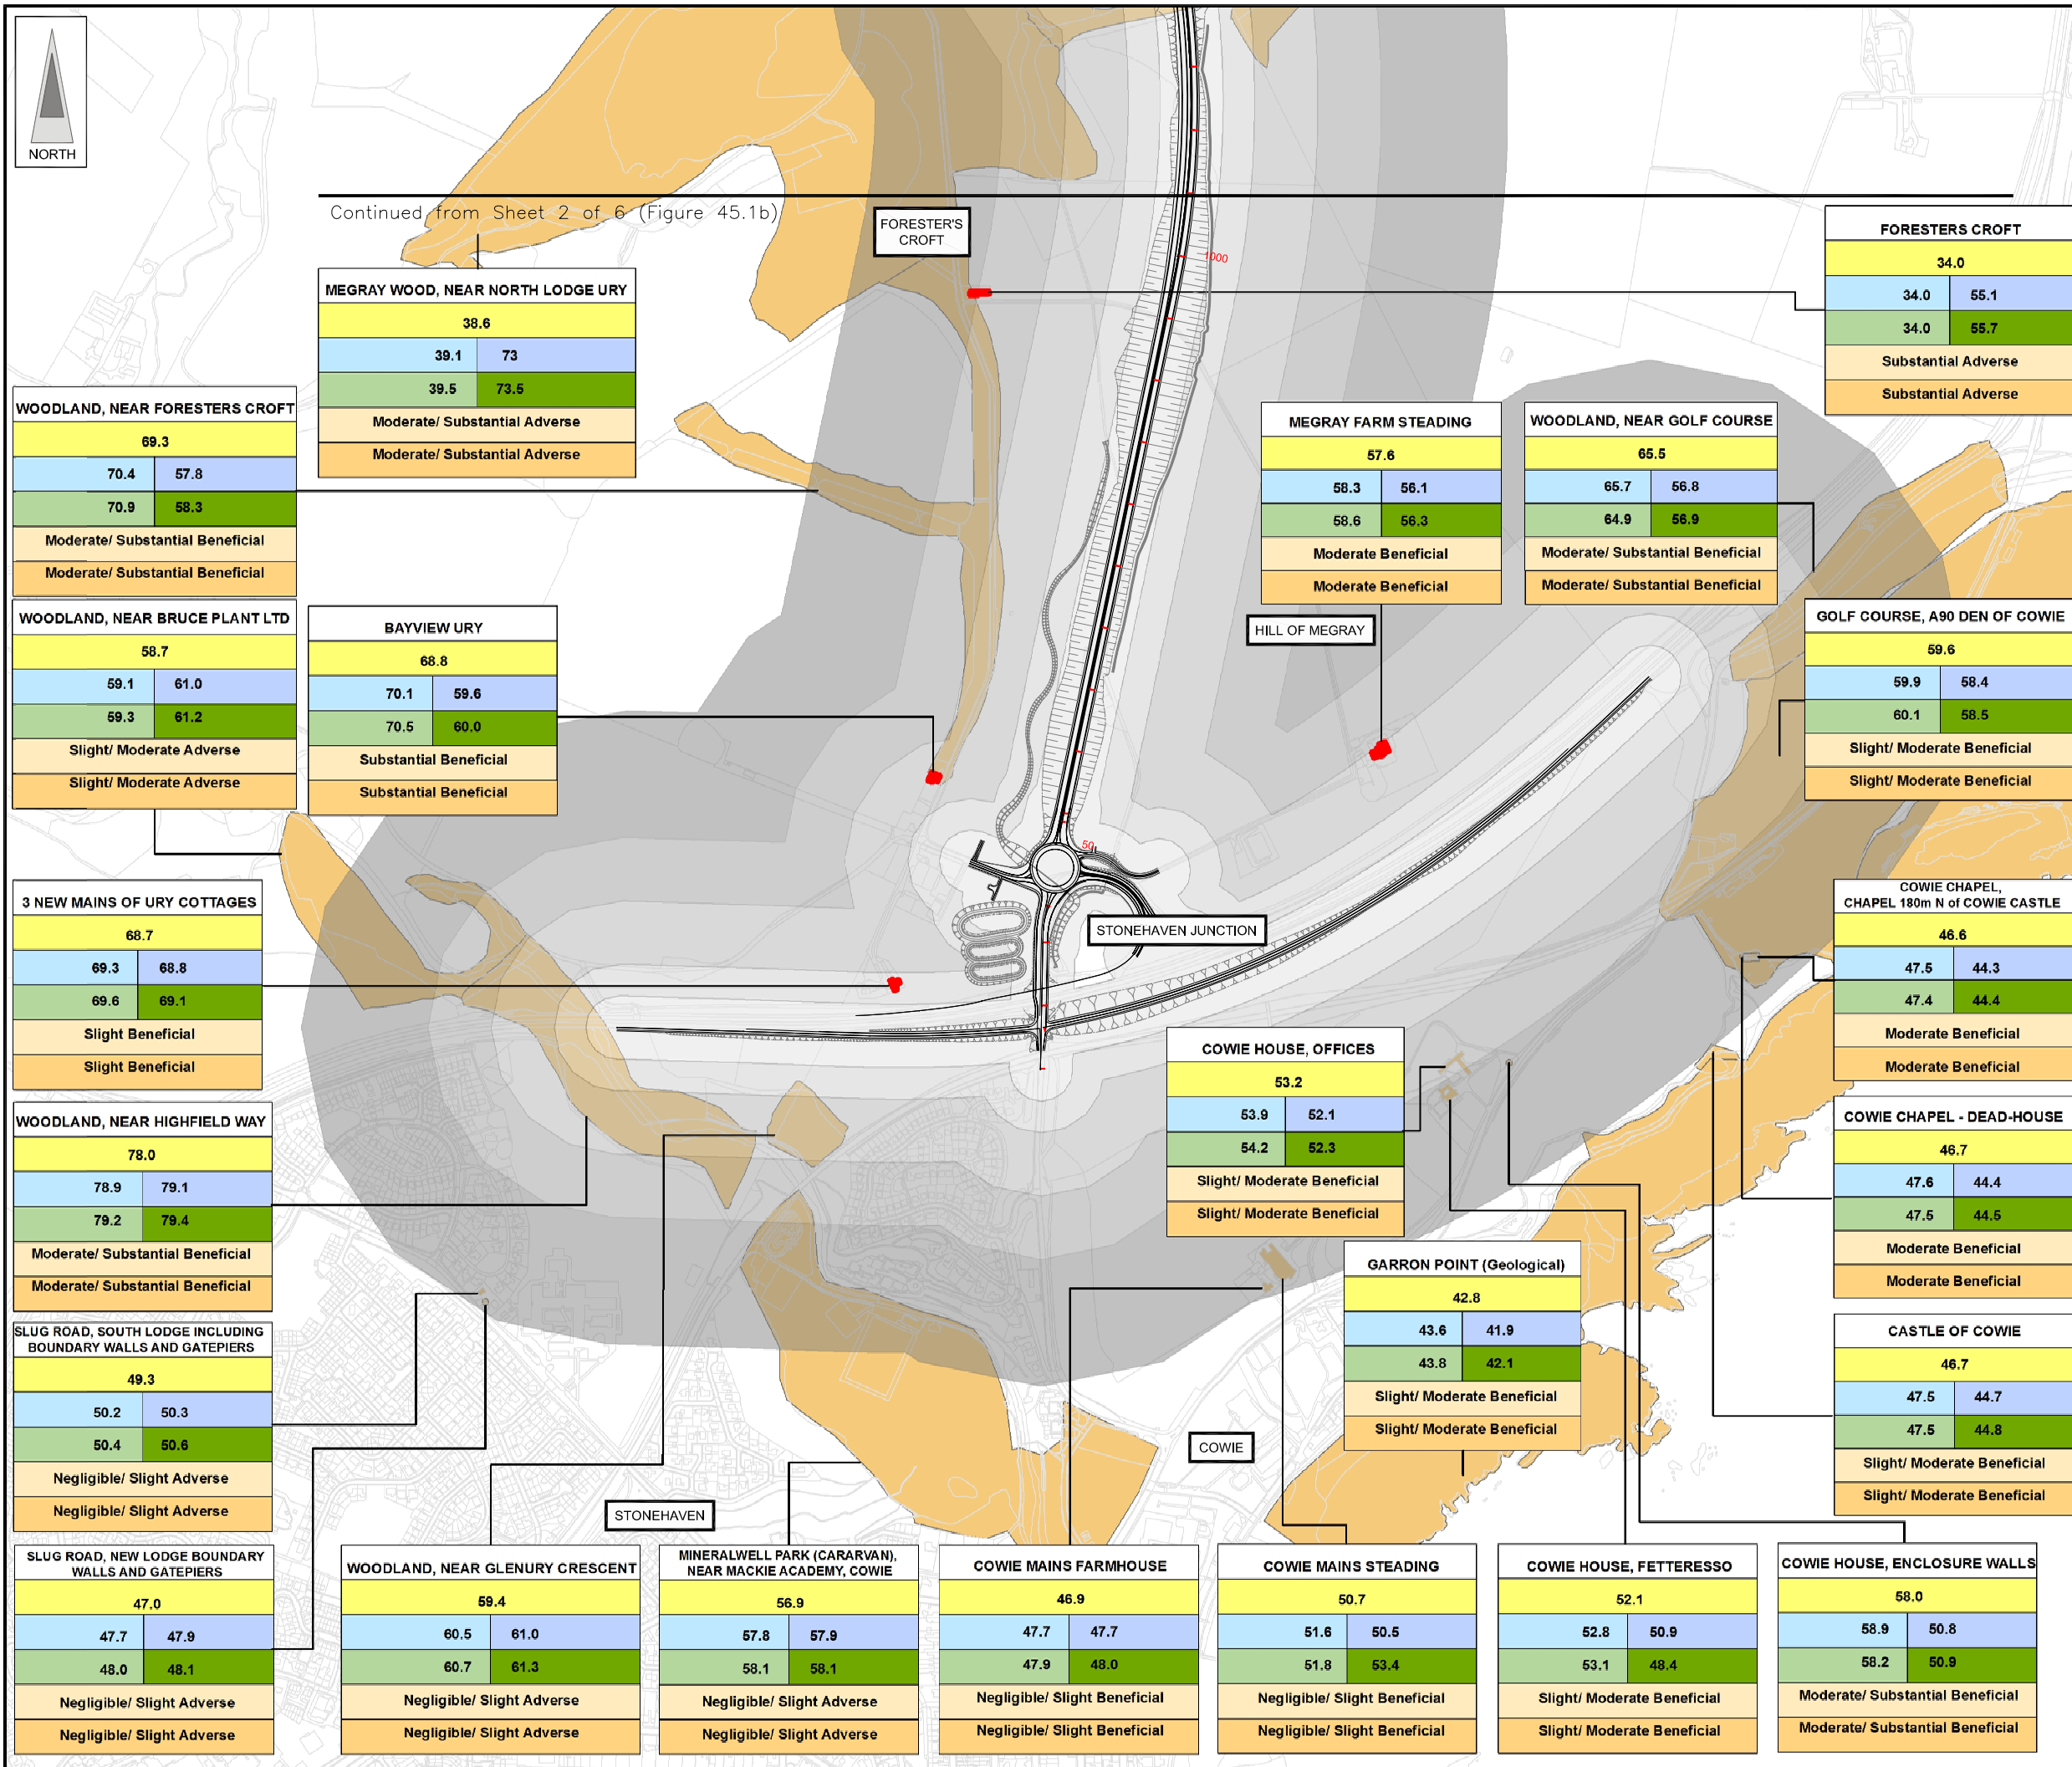 NORTH
Continued from Sheet 2 of 6 (Figure 45.1b)
FORESTER'S
CROFT
1000
FORESTERS CROFT
34.0
34.0 55.1
34.0 55.7
Substantial Adverse
Substantial Adverse
MEGRAY WOOD, NEAR NORTH LODGE URY
38.6
39.1 73
39.5 73.5
Moderate/ Substantial Adverse
Moderate/ Substantial Adverse
WOODLAND, NEAR FORESTERS CROFT
69.3
70.4 57.8
70.9 58.3
Moderate/ Substantial Beneficial
Moderate/ Substantial Beneficial
MEGRAY FARM STEADING
57.6
58.3 56.1
58.6 56.3
Moderate Beneficial
Moderate Beneficial
WOODLAND, NEAR GOLF COURSE
65.5
65.7 56.8
64.9 56.9
Moderate/ Substantial Beneficial
Moderate/ Substantial Beneficial
WOODLAND, NEAR BRUCE PLANT LTD
58.7
59.1 61.0
59.3 61.2
Slight/ Moderate Adverse
Slight/ Moderate Adverse
BAYVIEW URY
68.8
70.1 59.6
70.5 60.0
Substantial Beneficial
Substantial Beneficial
HILL OF MEGRAY
GOLF COURSE, A90 DEN OF COWIE
59.6
59.9 58.4
60.1 58.5
Slight/ Moderate Beneficial
Slight/ Moderate Beneficial
50
3 NEW MAINS OF URY COTTAGES
68.7
69.3 68.8
69.6 69.1
Slight Beneficial
Slight Beneficial
STONEHAVEN JUNCTION
COWIE CHAPEL,
CHAPEL 180m N of COWIE CASTLE
46.6
47.5 44.3
47.4 44.4
Moderate Beneficial
Moderate Beneficial
COWIE HOUSE, OFFICES
53.2
53.9 52.1
54.2 52.3
Slight/ Moderate Beneficial
Slight/ Moderate Beneficial
WOODLAND, NEAR HIGHFIELD WAY
78.0
78.9 79.1
79.2 79.4
Moderate/ Substantial Beneficial
Moderate/ Substantial Beneficial
COWIE CHAPEL - DEAD-HOUSE
46.7
47.6 44.4
47.5 44.5
Moderate Beneficial
Moderate Beneficial
GARRON POINT (Geological)
42.8
43.6 41.9
43.8 42.1
Slight/ Moderate Beneficial
Slight/ Moderate Beneficial
SLUG ROAD, SOUTH LODGE INCLUDING
BOUNDARY WALLS AND GATEPIERS
49.3
50.2 50.3
50.4 50.6
Negligible/ Slight Adverse
Negligible/ Slight Adverse
CASTLE OF COWIE
46.7
47.5 44.7
47.5 44.8
Slight/ Moderate Beneficial
Slight/ Moderate Beneficial
COWIE
STONEHAVEN
SLUG ROAD, NEW LODGE BOUNDARY
WALLS AND GATEPIERS
47.0
47.7 47.9
48.0 48.1
Negligible/ Slight Adverse
Negligible/ Slight Adverse
WOODLAND, NEAR GLENURY CRESCENT
59.4
60.5 61.0
60.7 61.3
Negligible/ Slight Adverse
Negligible/ Slight Adverse
MINERALWELL PARK (CARARVAN),
NEAR MACKIE ACADEMY, COWIE
56.9
57.8 57.9
58.1 58.1
Negligible/ Slight Adverse
Negligible/ Slight Adverse
COWIE MAINS FARMHOUSE
46.9
47.7 47.7
47.9 48.0
Negligible/ Slight Beneficial
Negligible/ Slight Beneficial
COWIE MAINS STEADING
50.7
51.6 50.5
51.8 53.4
Negligible/ Slight Beneficial
Negligible/ Slight Beneficial
COWIE HOUSE, FETTERESSO
52.1
52.8 50.9
53.1 48.4
Slight/ Moderate Beneficial
Slight/ Moderate Beneficial
COWIE HOUSE, ENCLOSURE WALLS
58.0
58.9 50.8
58.2 50.9
Moderate/ Substantial Beneficial
Moderate/ Substantial Beneficial